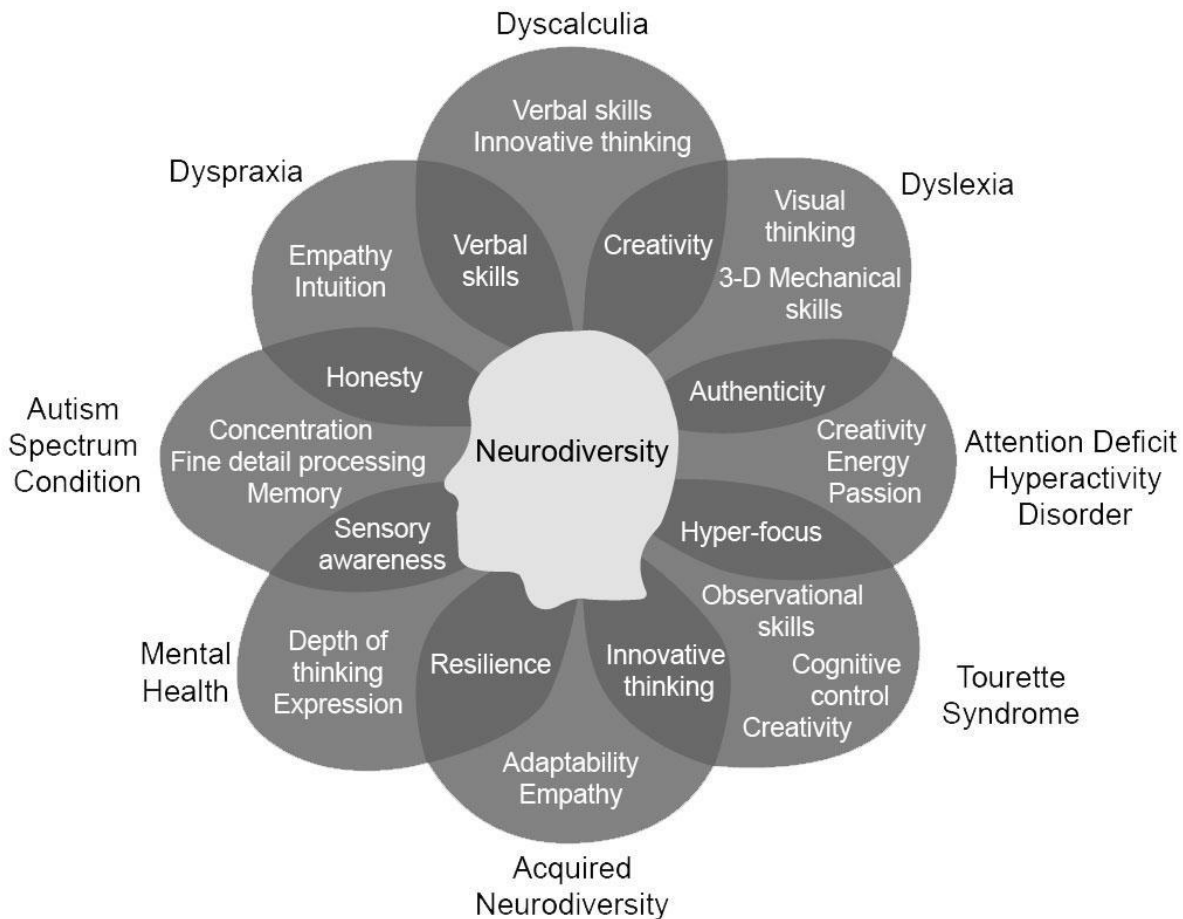 Dyscalculia
Verbal skills
Innovative thinking
Dyspraxia
Dyslexia
Visual
thinking
Empathy
Intuition
Verbal
skills
Creativity
3-D Mechanical
skills
Honesty
Authenticity
Autism
Spectrum
Condition
Concentration
Fine detail processing
Memory
Neurodiversity
Creativity
Energy
Passion
Attention Deficit
Hyperactivity
Disorder
Sensory
awareness
Hyper-focus
Observational
skills
Mental
Health
Depth of
thinking
Expression
Resilience
Innovative
thinking
Cognitive
control
Creativity
Tourette
Syndrome
Adaptability
Empathy
Acquired
Neurodiversity